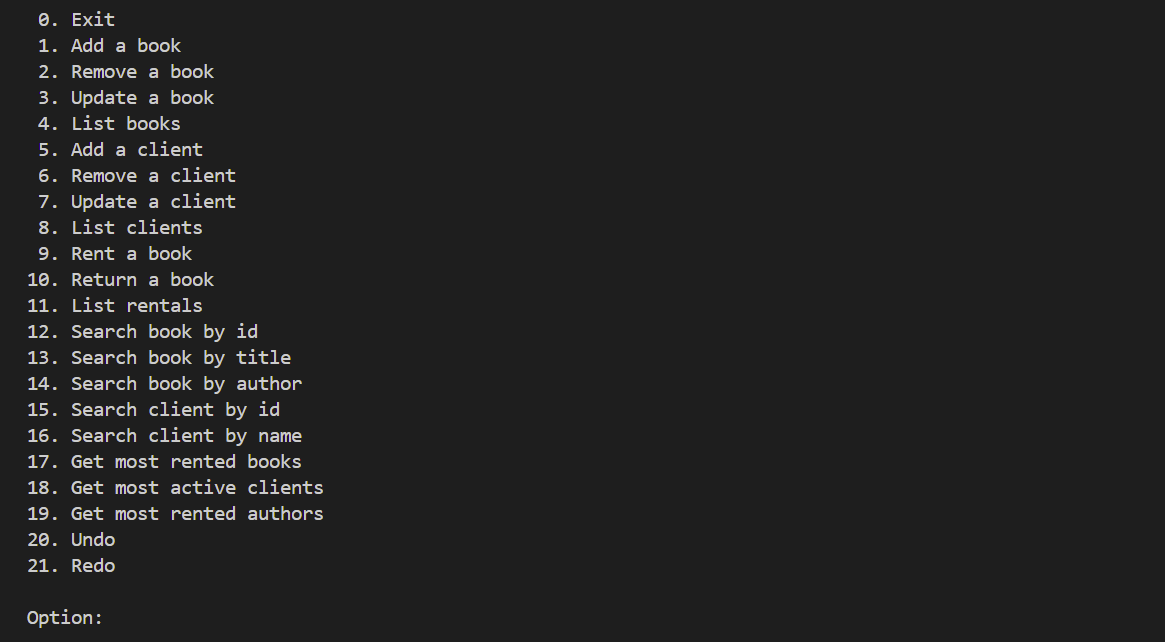 0. Exit
1. Add a book
2. Remove a book
3. Update a book
4. List books
5. Add a client
6. Remove a client
7. Update a client
8. List clients
9. Rent a book
10. Return a book
11. List rentals
12. Search book by id
13. Search book by title
14. Search book by author
15. Search client by id
16. Search client by name
17. Get most rented books
18. Get most active clients
19. Get most rented authors
20. Undo
21. Redo
Option: